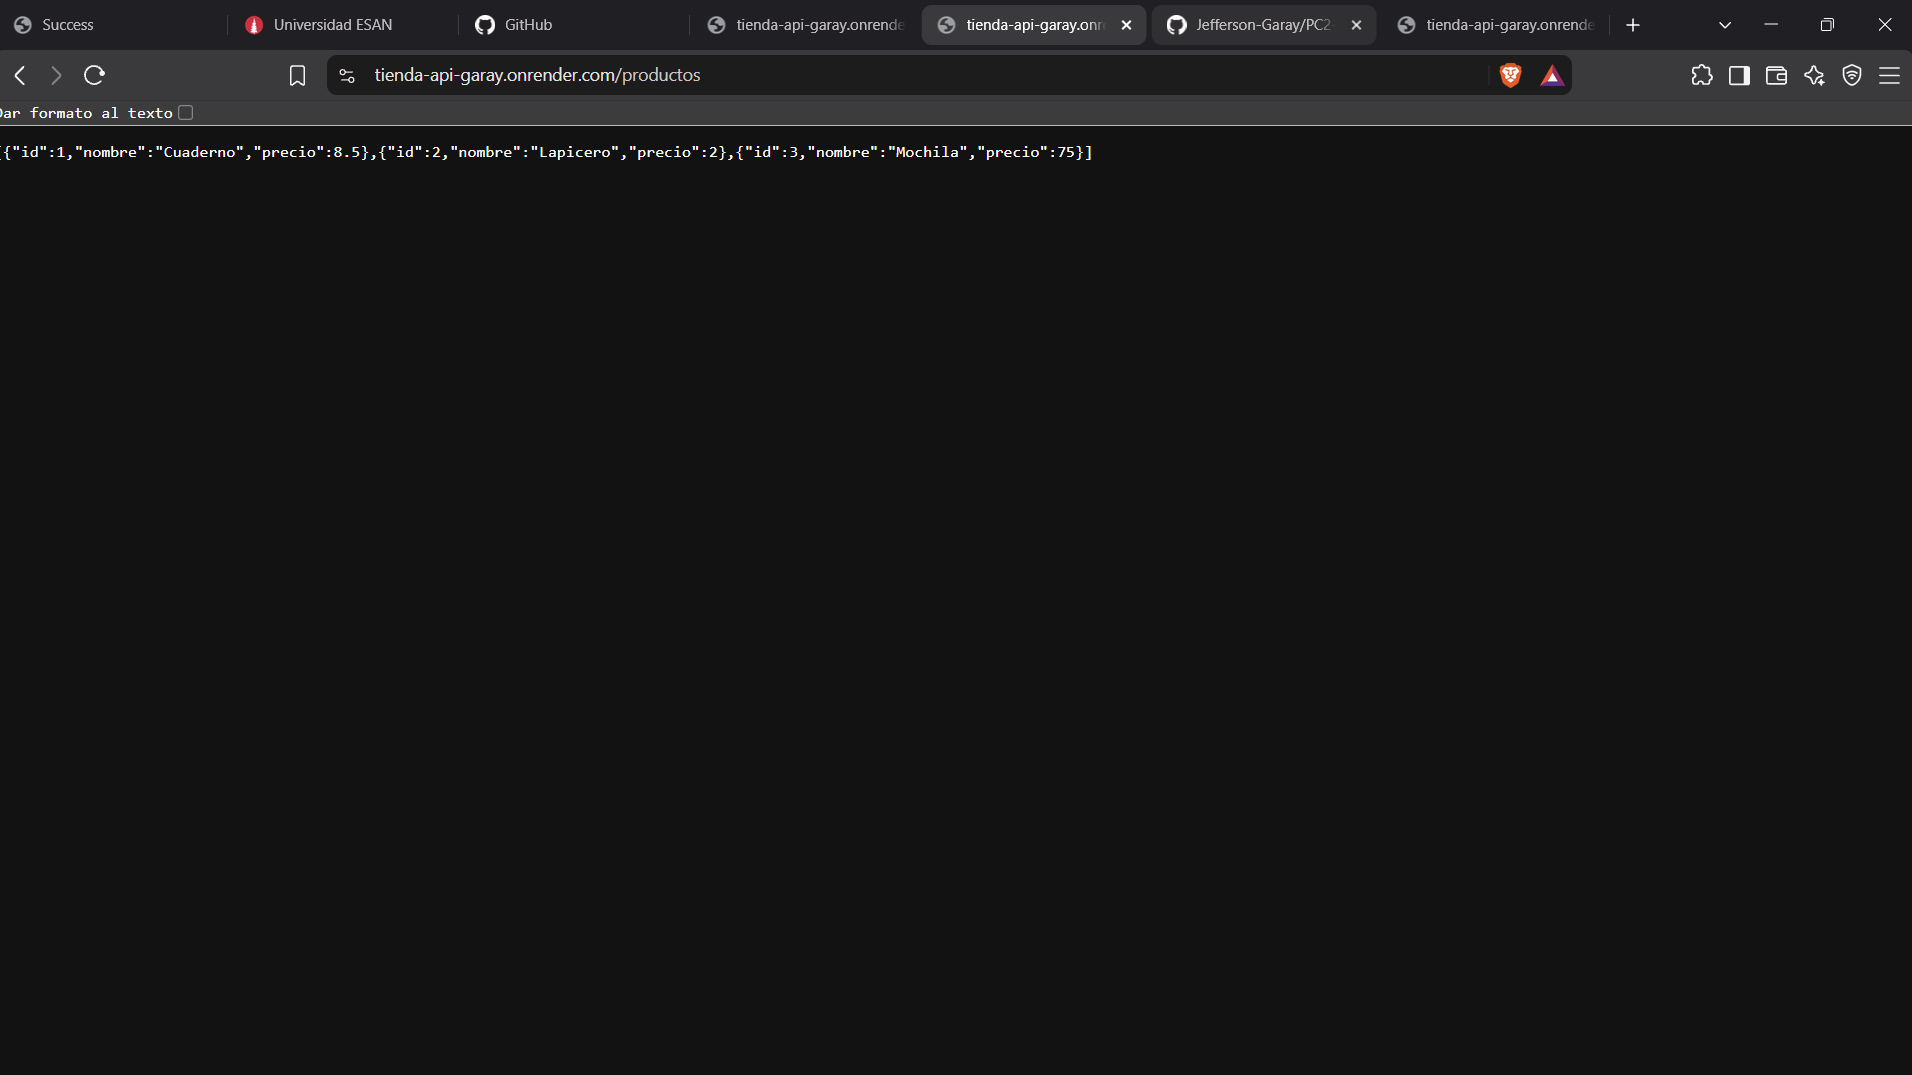 Success
Universidad ESAN
GitHub
tienda-api-garay.onrende
tienda-api-garay.onr
Jefferson-Garay/PC2-
tienda-api-garay.onrende
tienda-api-garay.onrender.com/productos
Dar formato al texto
[{"id":1,"nombre":"Cuaderno","precio":8.5},{"id":2,"nombre":"Lapicero","precio":2},{"id":3,"nombre":"Mochila","precio":75}]